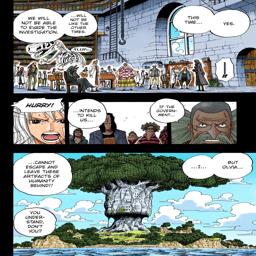 YES.
THIS
TIME...
...WILL
NOT BE
LIKE THE
OTHER
TIMES.
WE WILL
NOT BE
ABLE TO
EVADE THE
INVESTIGATION.
IF THE
GOVERN-
MENT...
...INTENDS
TO KILL
US...
HURRY!
BUT
OLVIA...
...I...
...CANNOT
ESCAPE AND
LEAVE THESE
ARTIFACTS OF
HUMANITY
BEHIND!!
YOU
UNDER-
STAND,
DON'T
YOU?